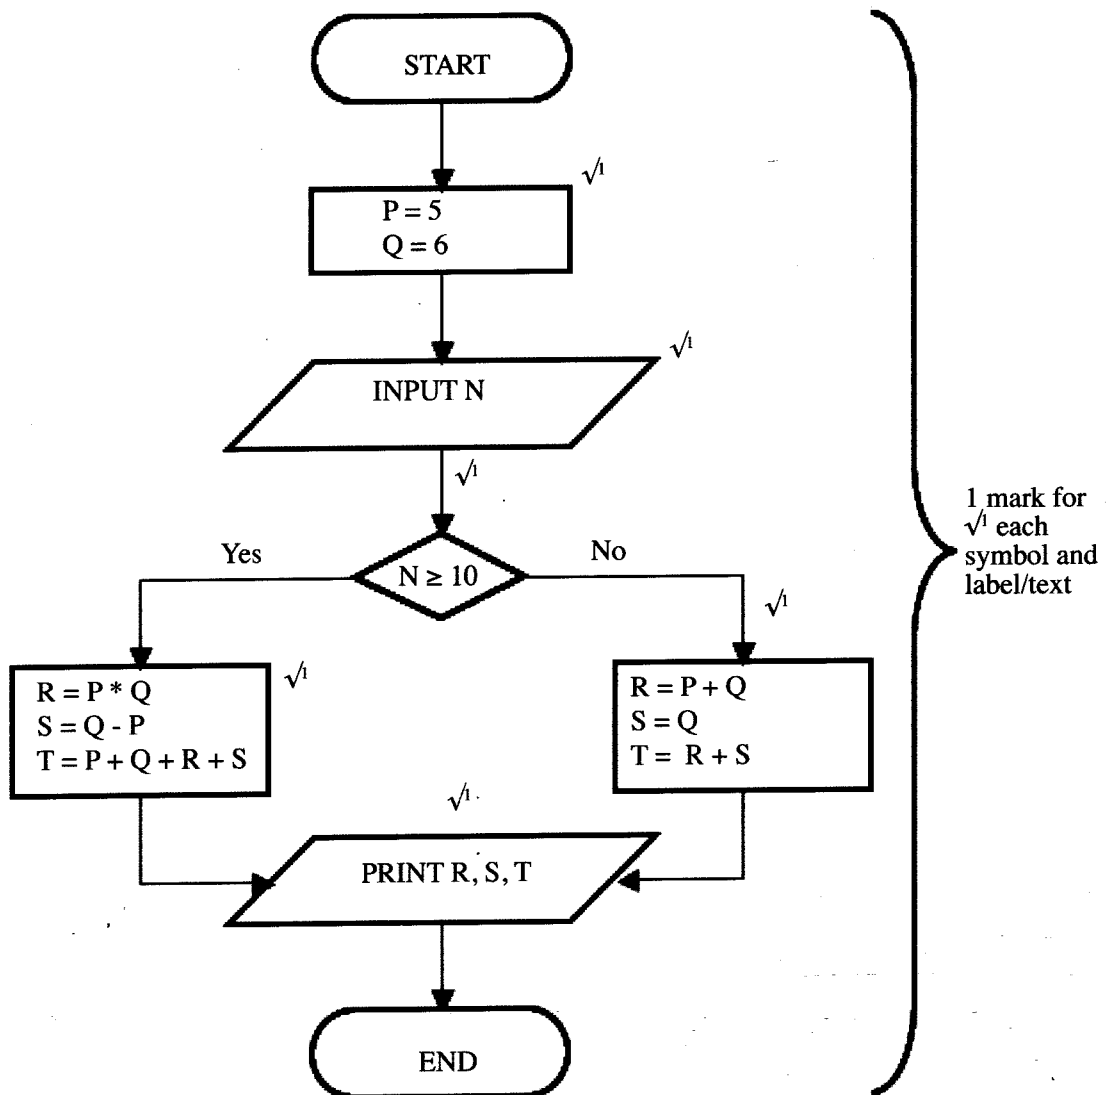 START
√1
P = 5
Q = 6
√1
INPUT N
√1
Yes
N ≥ 10
No
√1
√1
R = P * Q
S = Q - P
T = P + Q + R + S
R = P + Q
S = Q
T = R + S
√1
PRINT R, S, T
END
1 mark for
√1 each
symbol and
label/text